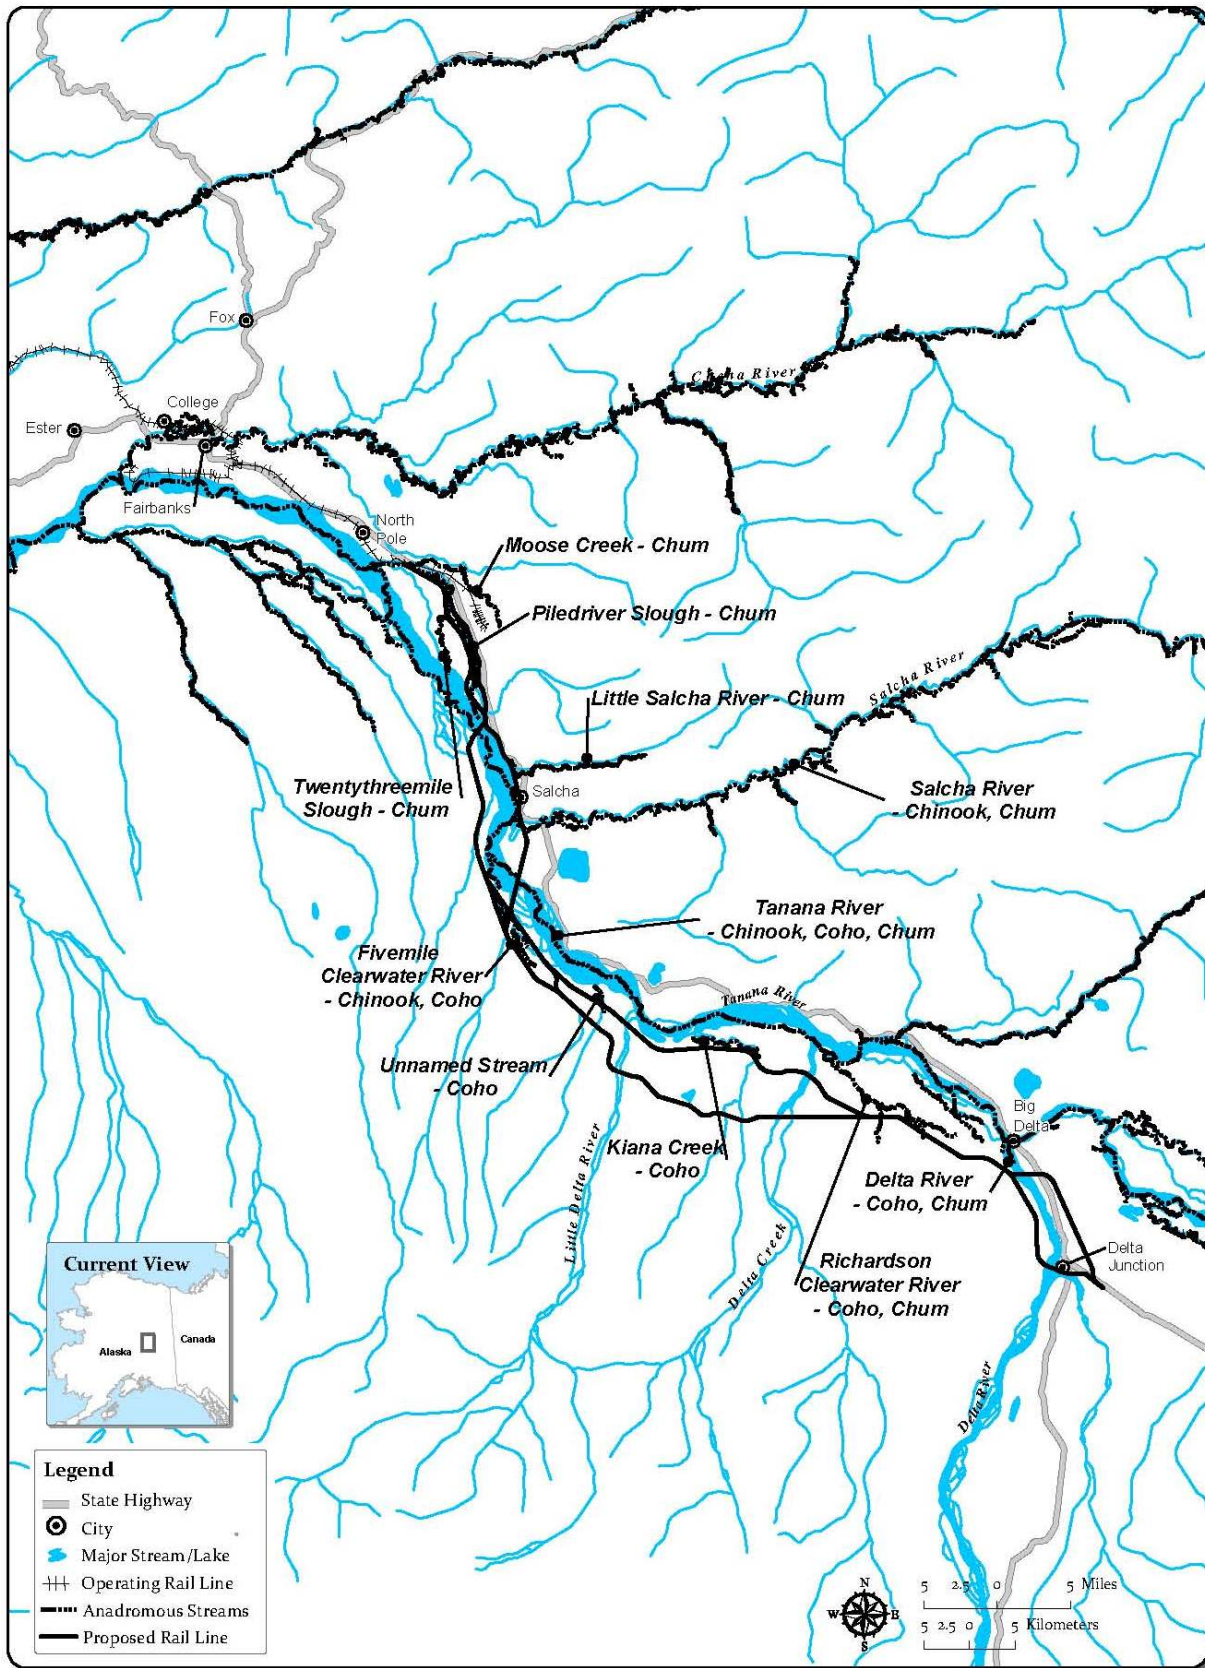 Fox
Chena River
College
Ester
Fairbanks
North
Pole
Moose Creek - Chum
Piledriver Slough - Chum
Salcha River
Little Salcha River - Chum
Twentythreemile
Slough - Chum
Salcha
Salcha River
- Chinook, Chum
Tanana River
- Chinook, Coho, Chum
Fivemile
Clearwater River
- Chinook, Coho
Tanana River
Unnamed Stream
- Coho
Big
Delta
Kiana Creek
- Coho
Little Delta River
Delta River
- Coho, Chum
Delta Creek
Richardson
Clearwater River
- Coho, Chum
Delta
Junction
Delta River
Current View
Alaska
Canada
Legend
State Highway
City
Major Stream/Lake
Operating Rail Line
Anadromous Streams
Proposed Rail Line
N
W E
S
5 2.5 0 5 Miles
5 2.5 0 5 Kilometers